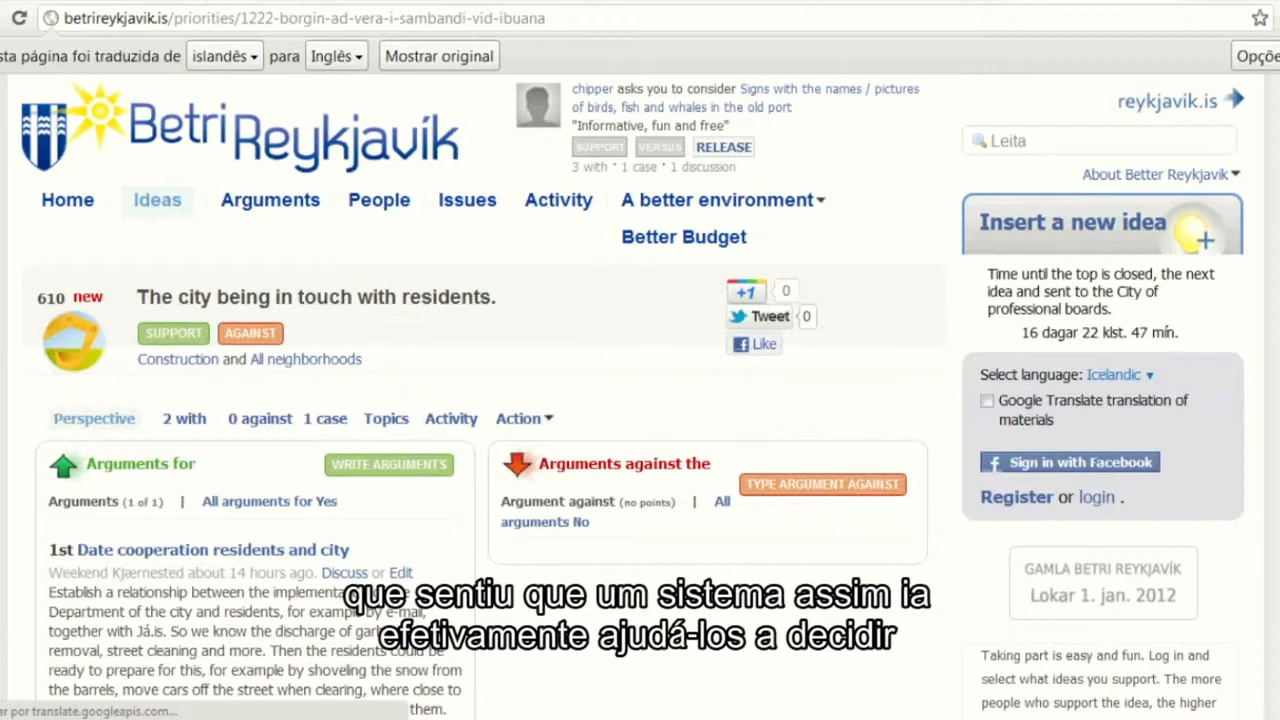 betrireykjavik.is/priorities/1222-borgin-ad-vera-i-sambandi-vid-ibuana
sta página foi traduzida de islandês para Inglês Mostrar original Opçõe
Betri Reykjavík
chipper asks you to consider Signs with the names / pictures
of birds, fish and whales in the old port
"Informative, fun and free"
SUPPORT VERSUS RELEASE
3 with · 1 case · 1 discussion
reykjavik.is
Leita
About Better Reykjavik
Home Ideas Arguments People Issues Activity A better environment
Better Budget
Insert a new idea
Time until the top is closed, the next
idea and sent to the City of
professional boards.
16 dagar 22 klst. 47 mín.
610 new
The city being in touch with residents.
SUPPORT AGAINST
Construction and All neighborhoods
+1 0
Tweet 0
Like
Select language: Icelandic
Google Translate translation of
materials
Sign in with Facebook
Register or login .
Perspective 2 with 0 against 1 case Topics Activity Action
Arguments for WRITE ARGUMENTS
Arguments (1 of 1) | All arguments for Yes
Arguments against the
TYPE ARGUMENT AGAINST
Argument against (no points) | All
arguments No
1st Date cooperation residents and city
Weekend Kjærnested about 14 hours ago. Discuss or Edit
Establish a relationship between the implementa
Department of the city and residents, for example by e-mail,
together with Já.is. So we know the discharge of gar
removal, street cleaning and more. Then the residents could be
ready to prepare for this, for example by shoveling the snow from
the barrels, move cars off the street when clearing, where close to
them.
que sentiu que um sistema assim ia
efetivamente ajudá-los a decidir
GAMLA BETRI REYKJAVÍK
Lokar 1. jan. 2012
Taking part is easy and fun. Log in and
select what ideas you support. The more
people who support the idea, the higher
ar por translate.googleapis.com...